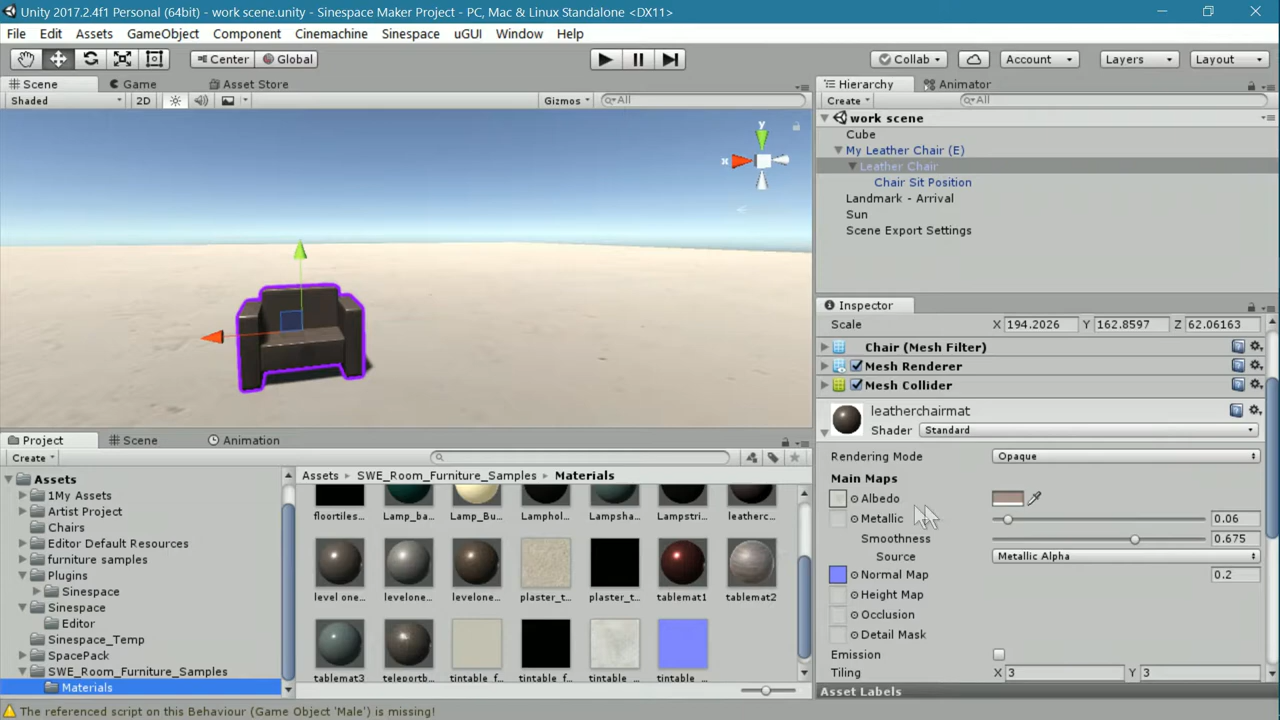 Unity 2017.2.4f1 Personal (64bit) - work scene.unity - Sinespace Maker Project - PC, Mac & Linux Standalone <DX11>
File Edit Assets GameObject Component Cinemachine Sinespace uGUI Window Help
Center Global Collab Account Layers Layout
Scene Game Asset Store
Shaded 2D Gizmos All
y
x
Hierarchy Animator
Create All
work scene
Cube
My Leather Chair (E)
Leather Chair
Chair Sit Position
Landmark - Arrival
Sun
Scene Export Settings
Inspector
Scale X 194.2026 Y 162.8597 Z 62.06163
Chair (Mesh Filter)
Mesh Renderer
Mesh Collider
leatherchairmat
Shader Standard
Rendering Mode Opaque
Main Maps
Albedo
Metallic 0.06
Smoothness 0.675
Source Metallic Alpha
Normal Map 0.2
Height Map
Occlusion
Detail Mask
Emission
Tiling X 3 Y 3
Asset Labels
Project Scene Animation
Create
Assets
1My Assets
Artist Project
Chairs
Editor Default Resources
furniture samples
Plugins
Sinespace
Sinespace
Editor
Sinespace_Temp
SpacePack
SWE_Room_Furniture_Samples
Materials
Assets SWE_Room_Furniture_Samples Materials
floortiles... Lamp_ba... Lamp_Bu... Lamphol... Lampstri... leatherc...
level one... levelone... levelone... plaster_t... plaster_t... tablemat1 tablemat2
tablemat3 teleportb... tintable_f... tintable_f... tintable_... tintable_...
The referenced script on this Behaviour (Game Object 'Male') is missing!